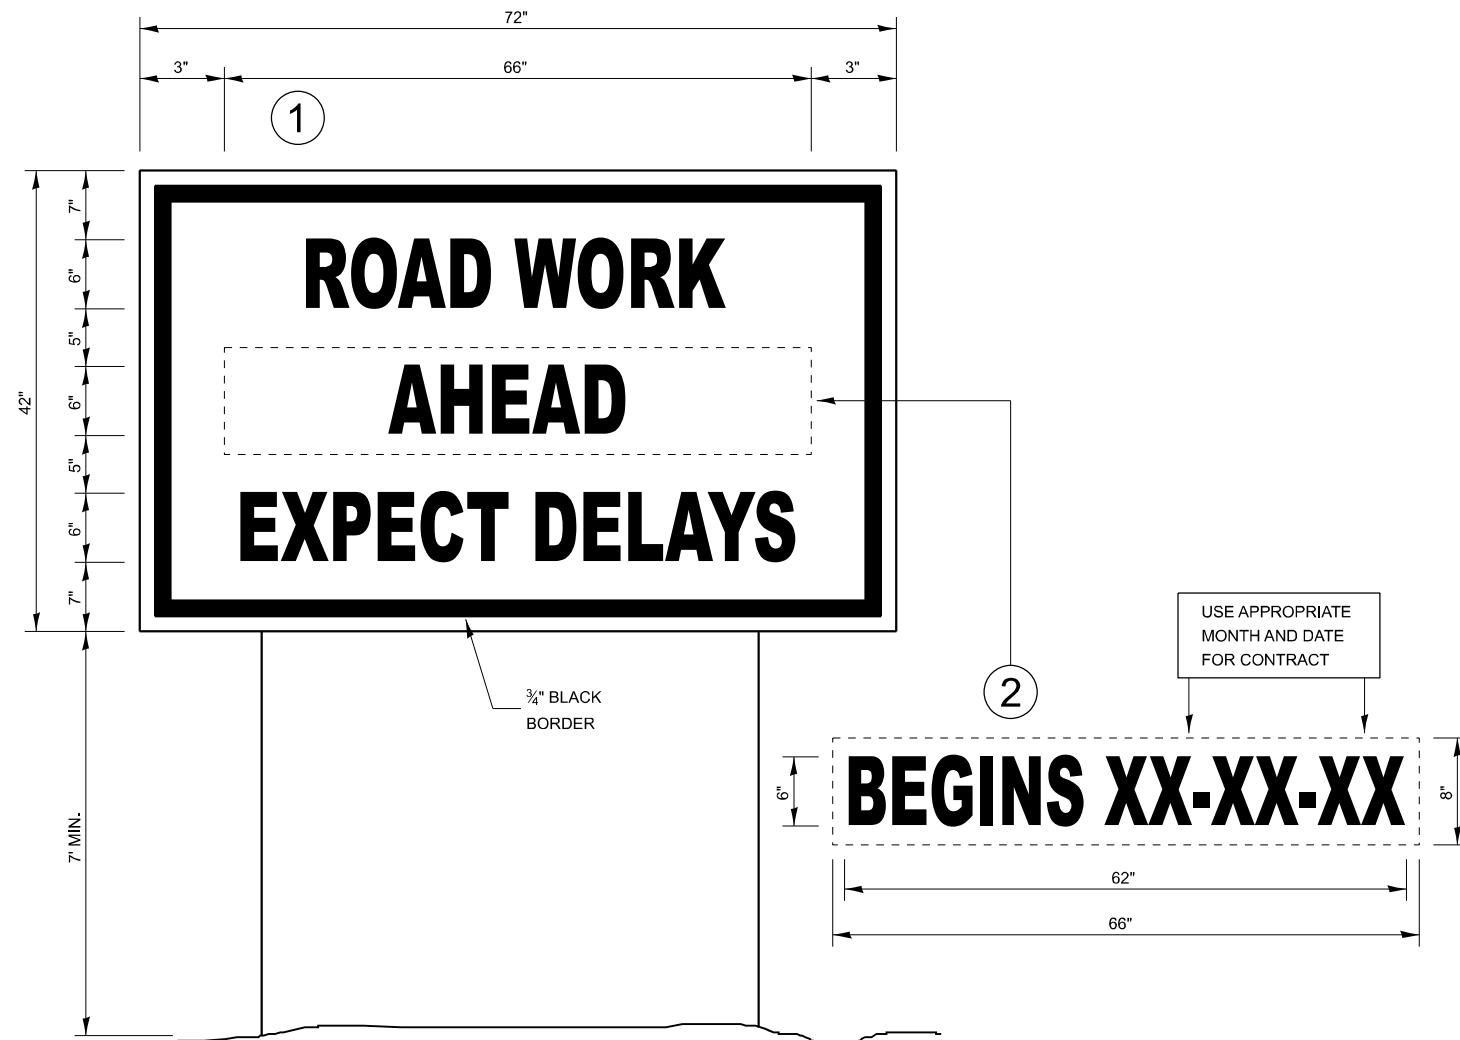 72"
3" 66" 3"
1
7"
6"
5"
6"
5"
6"
7"
42"
ROAD WORK
AHEAD
EXPECT DELAYS
¾" BLACK
BORDER
7' MIN.
2
USE APPROPRIATE
MONTH AND DATE
FOR CONTRACT
6"
BEGINS XX-XX-XX
8"
62"
66"